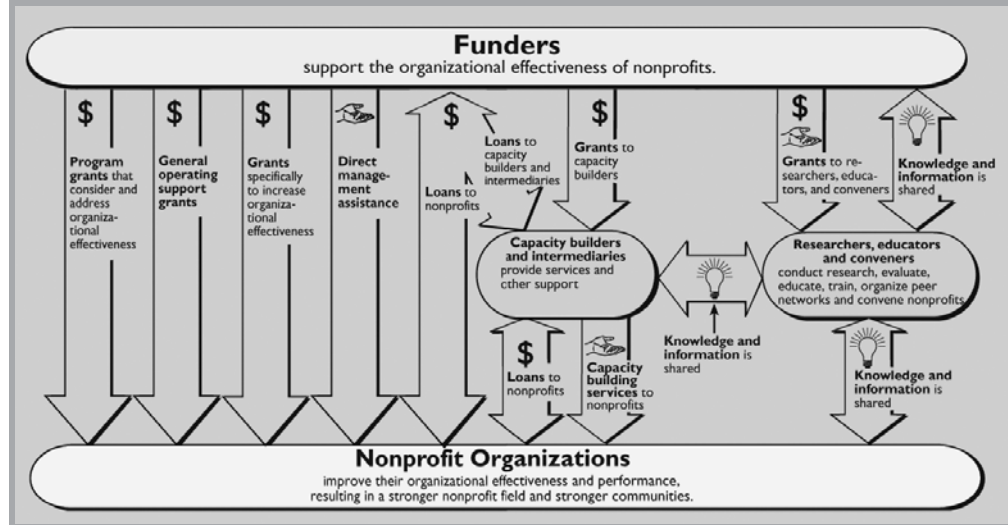 Funders
support the organizational effectiveness of nonprofits.
$
Program
grants that
consider and
address
organiza-
tional
effectiveness
$
General
operating
support
grants
$
Grants
specifically
to increase
organiza-
tional
effectiveness
Direct
manage-
ment
assistance
$
Loans to
nonprofits
Loans to
capacity
builders and
intermediaries
$
Grants to
capacity
builders
$
Grants to re-
searchers, educa-
tors, and conveners
Knowledge and
information is
shared
Capacity builders
and intermediaries
provide services and
other support
Knowledge and
information is
shared
Researchers, educators
and conveners
conduct research, evaluate,
educate, train, organize peer
networks and convene nonprofits.
$
Loans to
nonprofits
Capacity
building
services to
nonprofits
Knowledge and
information is
shared
Nonprofit Organizations
improve their organizational effectiveness and performance,
resulting in a stronger nonprofit field and stronger communities.